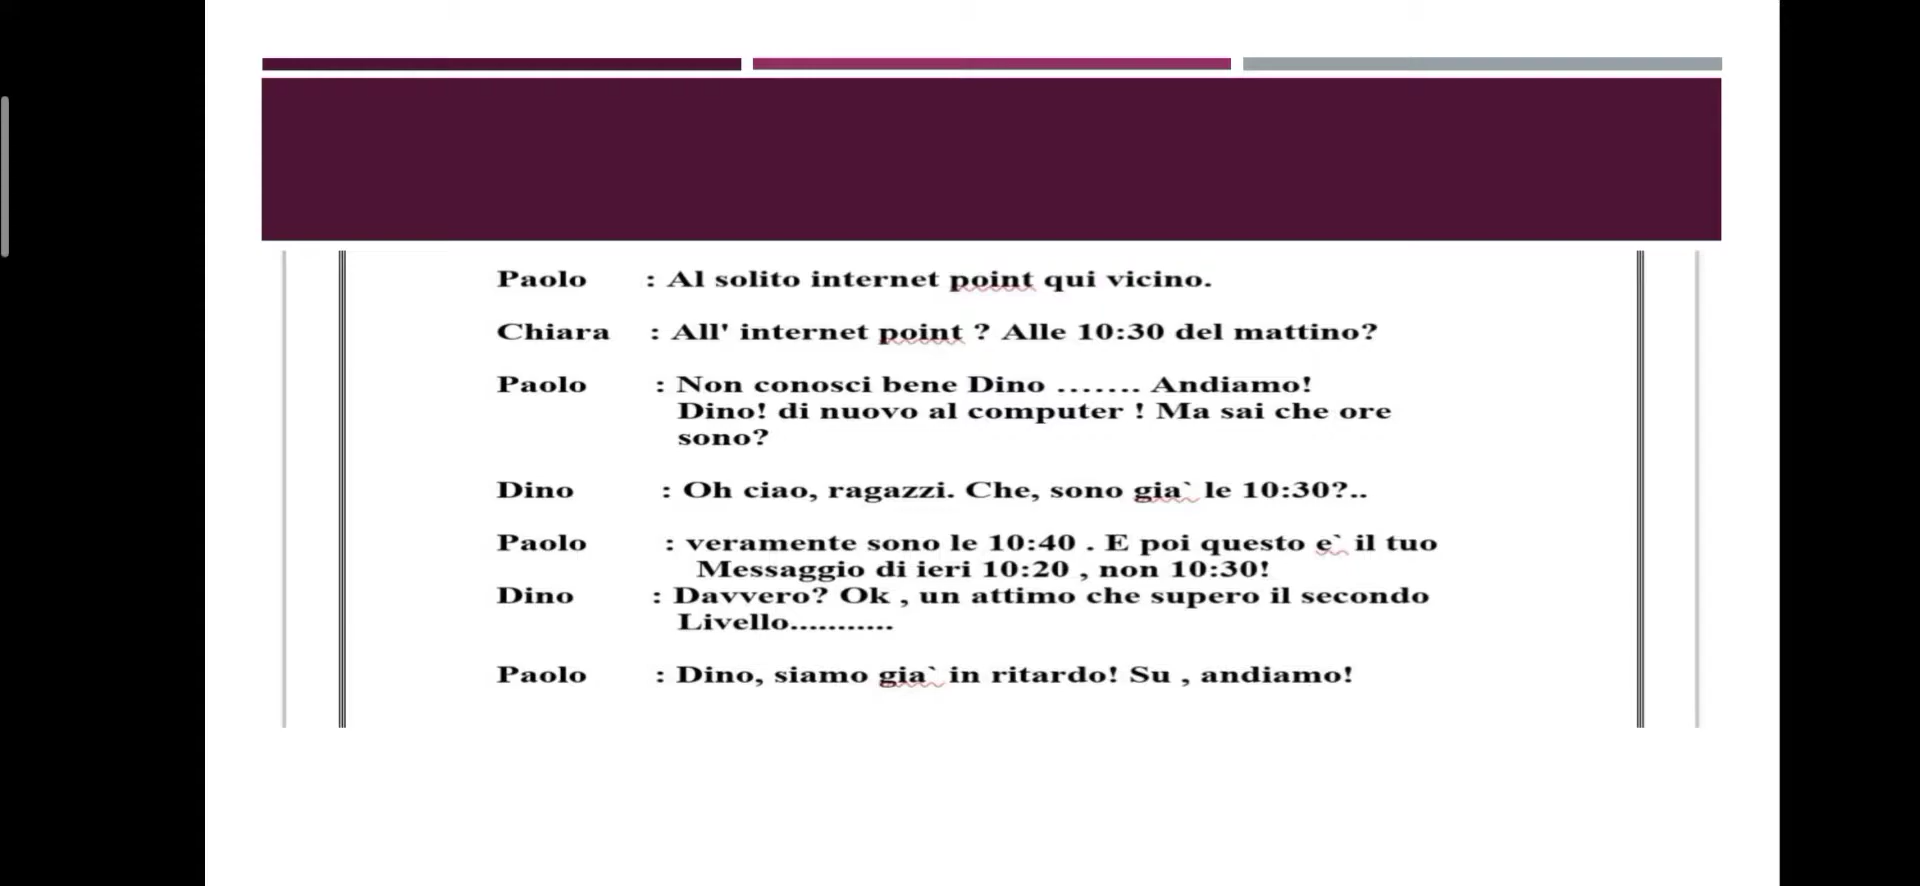 Paolo : Al solito internet point qui vicino.
Chiara : All' internet point ? Alle 10:30 del mattino?
Paolo : Non conosci bene Dino ....... Andiamo!
Dino! di nuovo al computer ! Ma sai che ore
sono?
Dino : Oh ciao, ragazzi. Che, sono gia` le 10:30?..
Paolo : veramente sono le 10:40 . E poi questo e` il tuo
Messaggio di ieri 10:20 , non 10:30!
Dino : Davvero? Ok , un attimo che supero il secondo
Livello...........
Paolo : Dino, siamo gia` in ritardo! Su , andiamo!